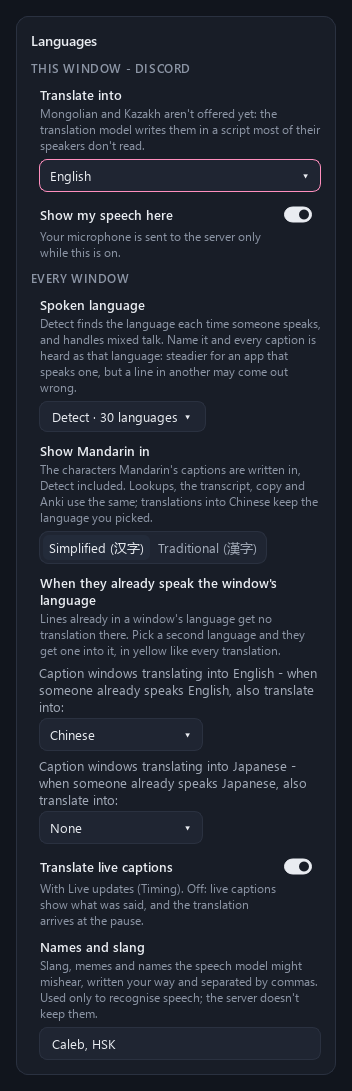 Languages
THIS WINDOW - DISCORD
Translate into
Mongolian and Kazakh aren't offered yet: the
translation model writes them in a script most of their
speakers don't read.
English
Show my speech here
Your microphone is sent to the server only
while this is on.
EVERY WINDOW
Spoken language
Detect finds the language each time someone speaks,
and handles mixed talk. Name it and every caption is
heard as that language: steadier for an app that
speaks one, but a line in another may come out
wrong.
Detect · 30 languages
Show Mandarin in
The characters Mandarin's captions are written in,
Detect included. Lookups, the transcript, copy and
Anki use the same; translations into Chinese keep the
language you picked.
Simplified (汉字) Traditional (漢字)
When they already speak the window's
language
Lines already in a window's language get no
translation there. Pick a second language and they
get one into it, in yellow like every translation.
Caption windows translating into English - when
someone already speaks English, also translate
into:
Chinese
Caption windows translating into Japanese -
when someone already speaks Japanese, also
translate into:
None
Translate live captions
With Live updates (Timing). Off: live captions
show what was said, and the translation
arrives at the pause.
Names and slang
Slang, memes and names the speech model might
mishear, written your way and separated by commas.
Used only to recognise speech; the server doesn't
keep them.
Caleb, HSK